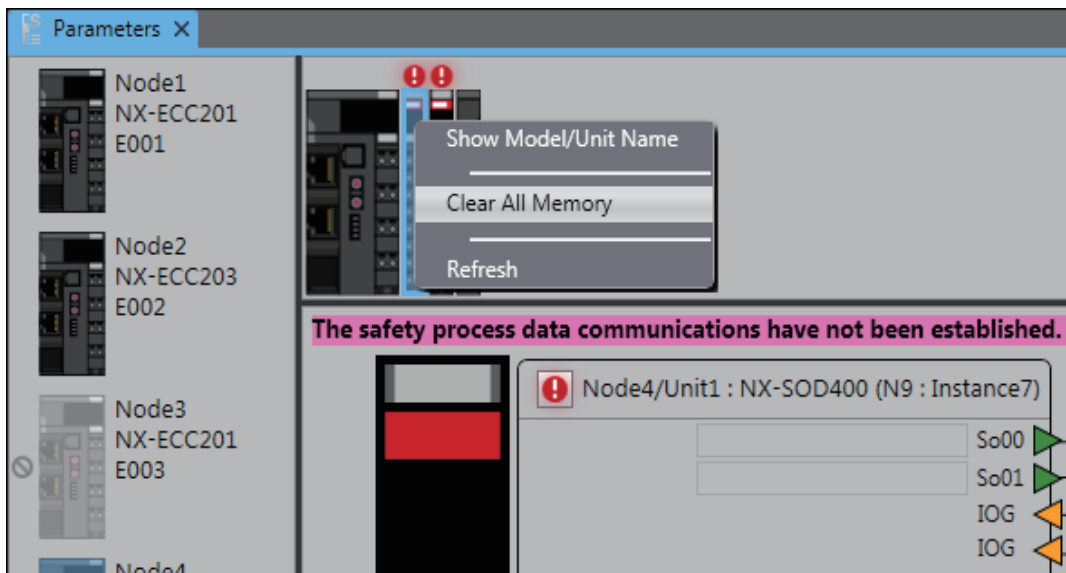 Parameters
Node1
NX-ECC201
E001
Node2
NX-ECC203
E002
Node3
NX-ECC201
E003
Node4
Show Model/Unit Name
Clear All Memory
Refresh
The safety process data communications have not been established.
Node4/Unit1 : NX-SOD400 (N9 : Instance7)
So00
So01
IOG
IOG